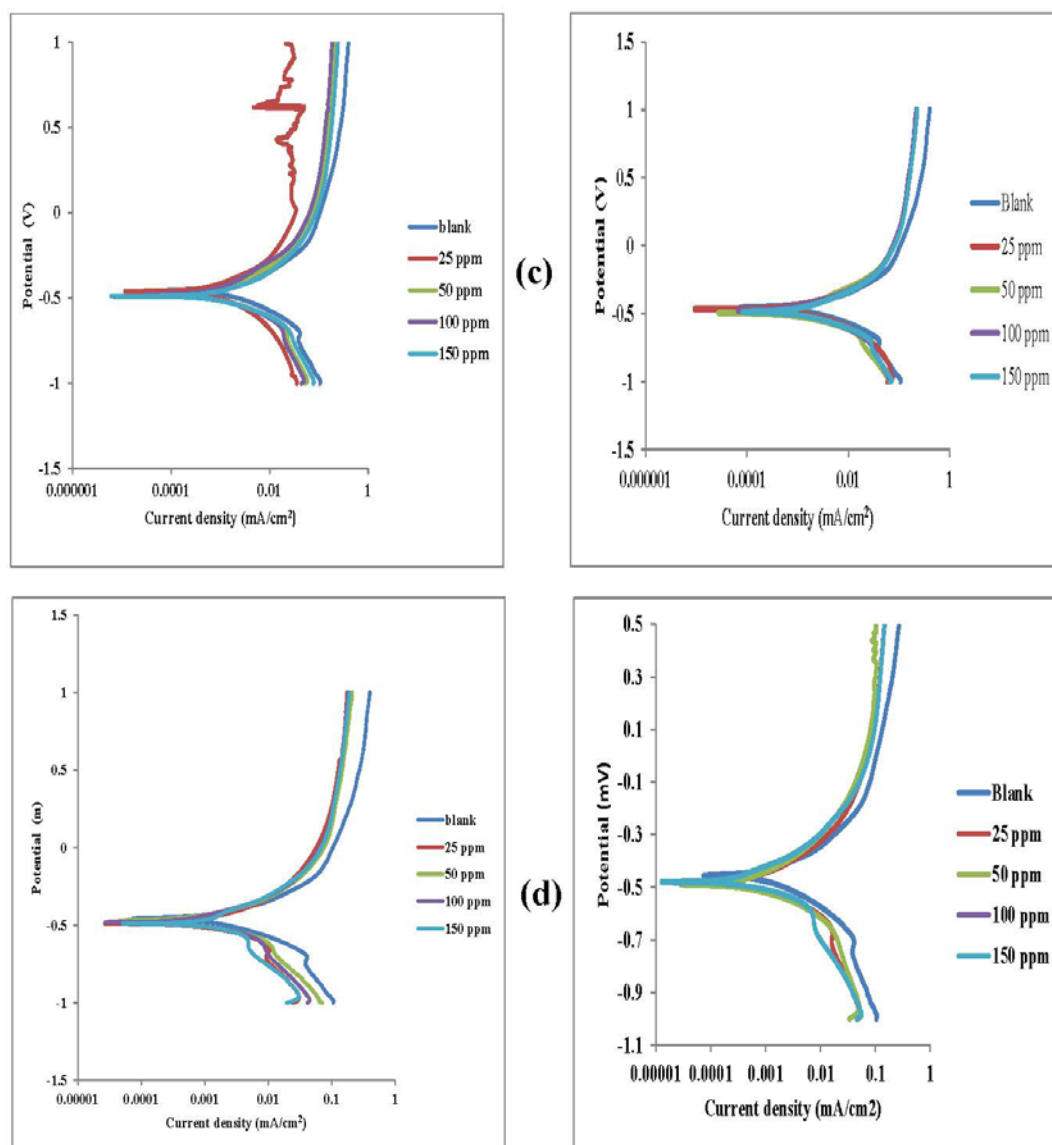 1
0.5
0
-0.5
-1
-1.5
0.000001
0.0001
0.01
1
Potential (V)
Current density (mA/cm²)
blank
25 ppm
50 ppm
100 ppm
150 ppm
(c)
1.5
1
0.5
0
-0.5
-1
-1.5
0.000001
0.0001
0.01
1
Potential (V)
Current density (mA/cm²)
Blank
25 ppm
50 ppm
100 ppm
150 ppm
1.5
1
0.5
0
-0.5
-1
-1.5
0.00001
0.0001
0.001
0.01
0.1
1
Potential (m)
Current density (mA/cm²)
blank
25 ppm
50 ppm
100 ppm
150 ppm
(d)
0.5
0.3
0.1
-0.1
-0.3
-0.5
-0.7
-0.9
-1.1
0.00001
0.0001
0.001
0.01
0.1
1
Potential (mV)
Current density (mA/cm2)
Blank
25 ppm
50 ppm
100 ppm
150 ppm